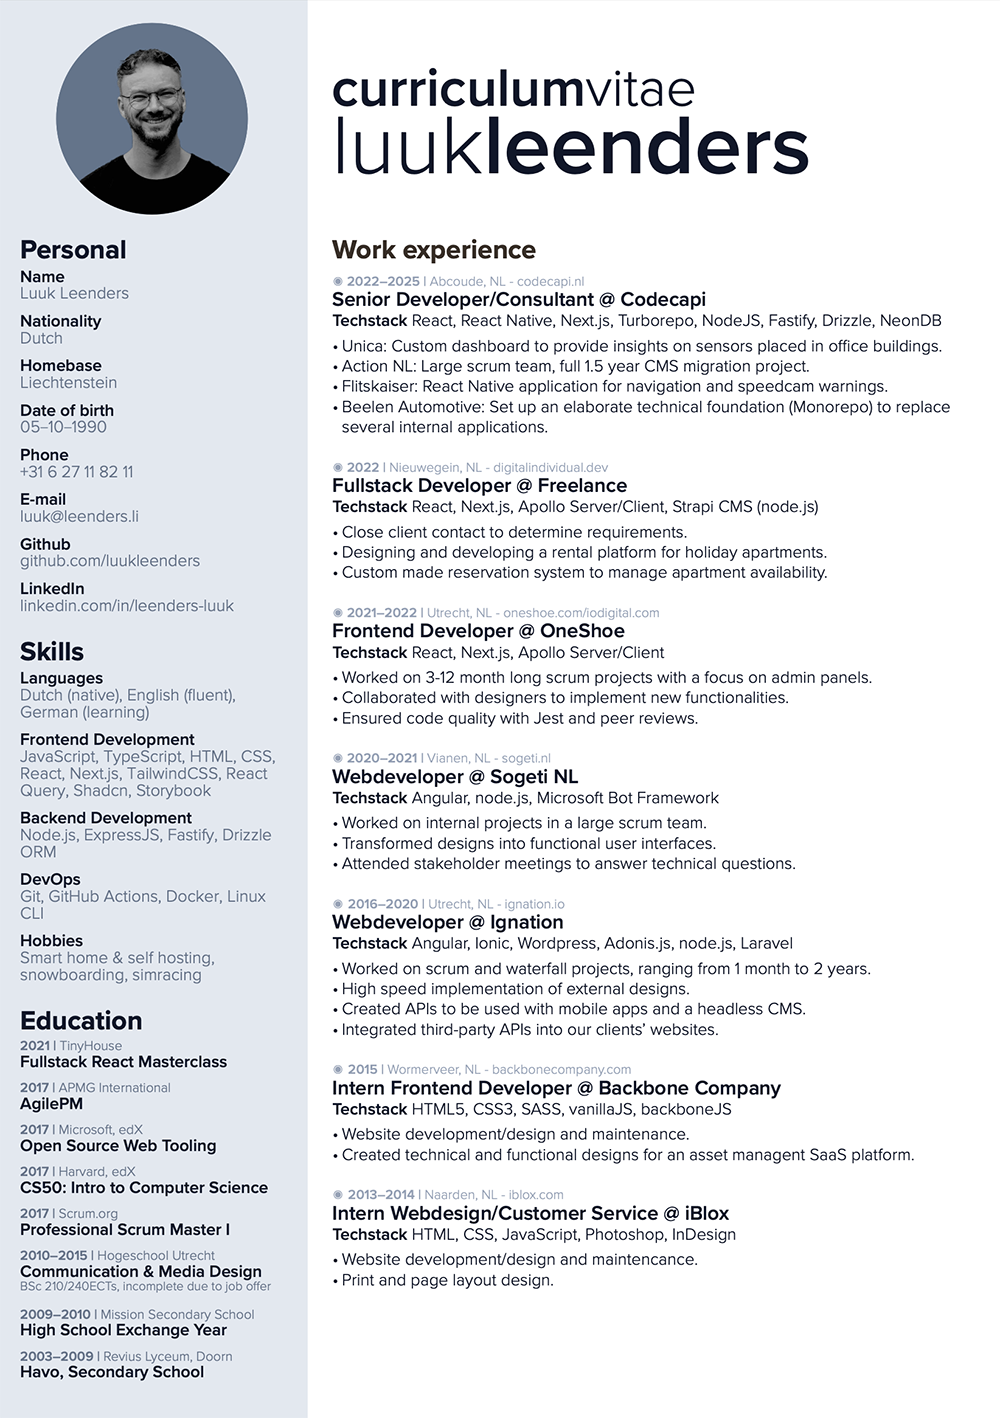 curriculumvitae
luukleenders
Personal
Name
Luuk Leenders
Nationality
Dutch
Homebase
Liechtenstein
Date of birth
05-10-1990
Phone
+31 6 27 11 82 11
E-mail
luuk@leenders.li
Github
github.com/luukleenders
LinkedIn
linkedin.com/in/leenders-luuk
Skills
Languages
Dutch (native), English (fluent),
German (learning)
Frontend Development
JavaScript, TypeScript, HTML, CSS,
React, Next.js, TailwindCSS, React
Query, Shadcn, Storybook
Backend Development
Node.js, ExpressJS, Fastify, Drizzle
ORM
DevOps
Git, GitHub Actions, Docker, Linux
CLI
Hobbies
Smart home & self hosting,
snowboarding, simracing
Education
2021 | TinyHouse
Fullstack React Masterclass
2017 | APMG International
AgilePM
2017 | Microsoft, edX
Open Source Web Tooling
2017 | Harvard, edX
CS50: Intro to Computer Science
2017 | Scrum.org
Professional Scrum Master I
2010–2015 | Hogeschool Utrecht
Communication & Media Design
BSc 210/240ECTs, incomplete due to job offer
2009–2010 | Mission Secondary School
High School Exchange Year
2003–2009 | Revius Lyceum, Doorn
Havo, Secondary School
Work experience
◉ 2022–2025 | Abcoude, NL - codecapi.nl
Senior Developer/Consultant @ Codecapi
Techstack React, React Native, Next.js, Turborepo, NodeJS, Fastify, Drizzle, NeonDB
• Unica: Custom dashboard to provide insights on sensors placed in office buildings.
• Action NL: Large scrum team, full 1.5 year CMS migration project.
• Flitskaiser: React Native application for navigation and speedcam warnings.
• Beelen Automotive: Set up an elaborate technical foundation (Monorepo) to replace
several internal applications.
◉ 2022 | Nieuwegein, NL - digitalindividual.dev
Fullstack Developer @ Freelance
Techstack React, Next.js, Apollo Server/Client, Strapi CMS (node.js)
• Close client contact to determine requirements.
• Designing and developing a rental platform for holiday apartments.
• Custom made reservation system to manage apartment availability.
◉ 2021–2022 | Utrecht, NL - oneshoe.com/iodigital.com
Frontend Developer @ OneShoe
Techstack React, Next.js, Apollo Server/Client
• Worked on 3-12 month long scrum projects with a focus on admin panels.
• Collaborated with designers to implement new functionalities.
• Ensured code quality with Jest and peer reviews.
◉ 2020–2021 | Vianen, NL - sogeti.nl
Webdeveloper @ Sogeti NL
Techstack Angular, node.js, Microsoft Bot Framework
• Worked on internal projects in a large scrum team.
• Transformed designs into functional user interfaces.
• Attended stakeholder meetings to answer technical questions.
◉ 2016–2020 | Utrecht, NL - ignation.io
Webdeveloper @ Ignation
Techstack Angular, Ionic, Wordpress, Adonis.js, node.js, Laravel
• Worked on scrum and waterfall projects, ranging from 1 month to 2 years.
• High speed implementation of external designs.
• Created APIs to be used with mobile apps and a headless CMS.
• Integrated third-party APIs into our clients’ websites.
◉ 2015 | Wormerveer, NL - backbonecompany.com
Intern Frontend Developer @ Backbone Company
Techstack HTML5, CSS3, SASS, vanillaJS, backboneJS
• Website development/design and maintenance.
• Created technical and functional designs for an asset managent SaaS platform.
◉ 2013–2014 | Naarden, NL - iblox.com
Intern Webdesign/Customer Service @ iBlox
Techstack HTML, CSS, JavaScript, Photoshop, InDesign
• Website development/design and maintencance.
• Print and page layout design.